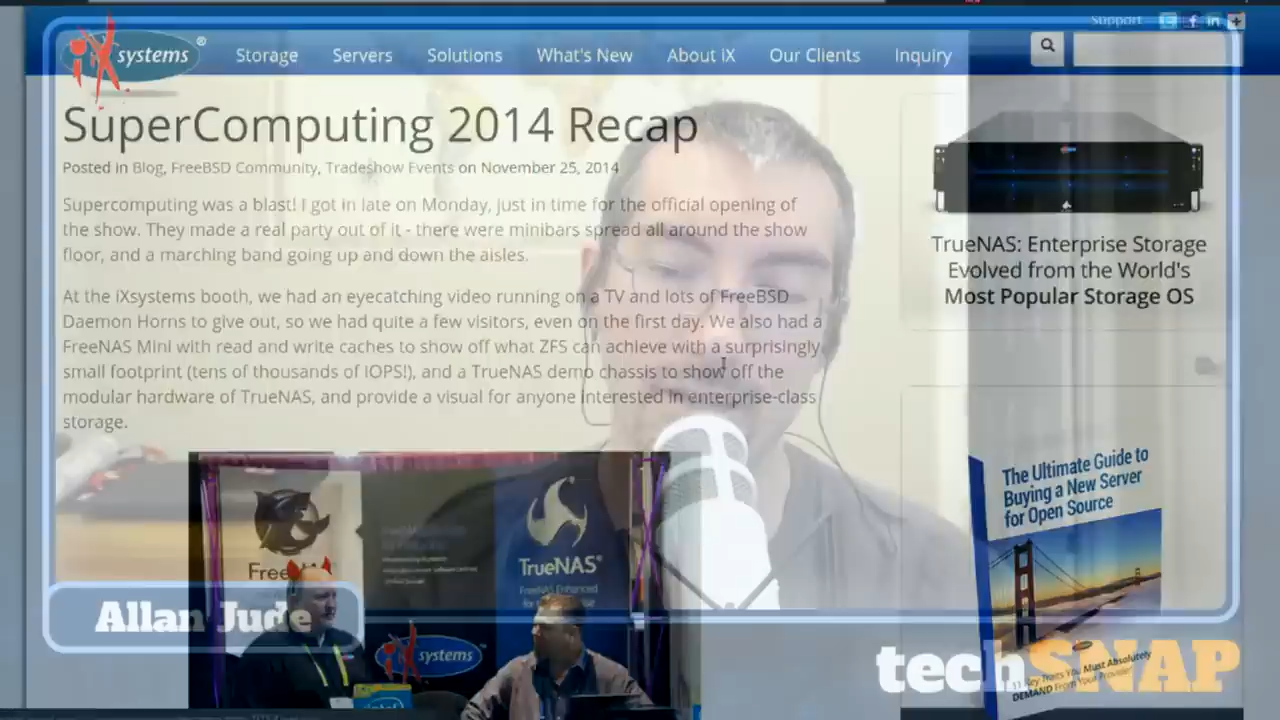 Support
iXsystems®
Storage Servers Solutions What's New About iX Our Clients Inquiry
SuperComputing 2014 Recap
Posted in Blog, FreeBSD Community, Tradeshow Events on November 25, 2014
Supercomputing was a blast! I got in late on Monday, just in time for the official opening of
the show. They made a real party out of it - there were minibars spread all around the show
floor, and a marching band going up and down the aisles.
At the iXsystems booth, we had an eyecatching video running on a TV and lots of FreeBSD
Daemon Horns to give out, so we had quite a few visitors, even on the first day. We also had a
FreeNAS Mini with read and write caches to show off what ZFS can achieve with a surprisingly
small footprint (tens of thousands of IOPS!), and a TrueNAS demo chassis to show off the
modular hardware of TrueNAS, and provide a visual for anyone interested in enterprise-class
storage.
TrueNAS: Enterprise Storage
Evolved from the World's
Most Popular Storage OS
The Ultimate Guide to
Buying a New Server
for Open Source
Must Absolutely
DEMAND From Your Provider
TrueNAS®
iXsystems
intel
Allan Jude
techSNAP